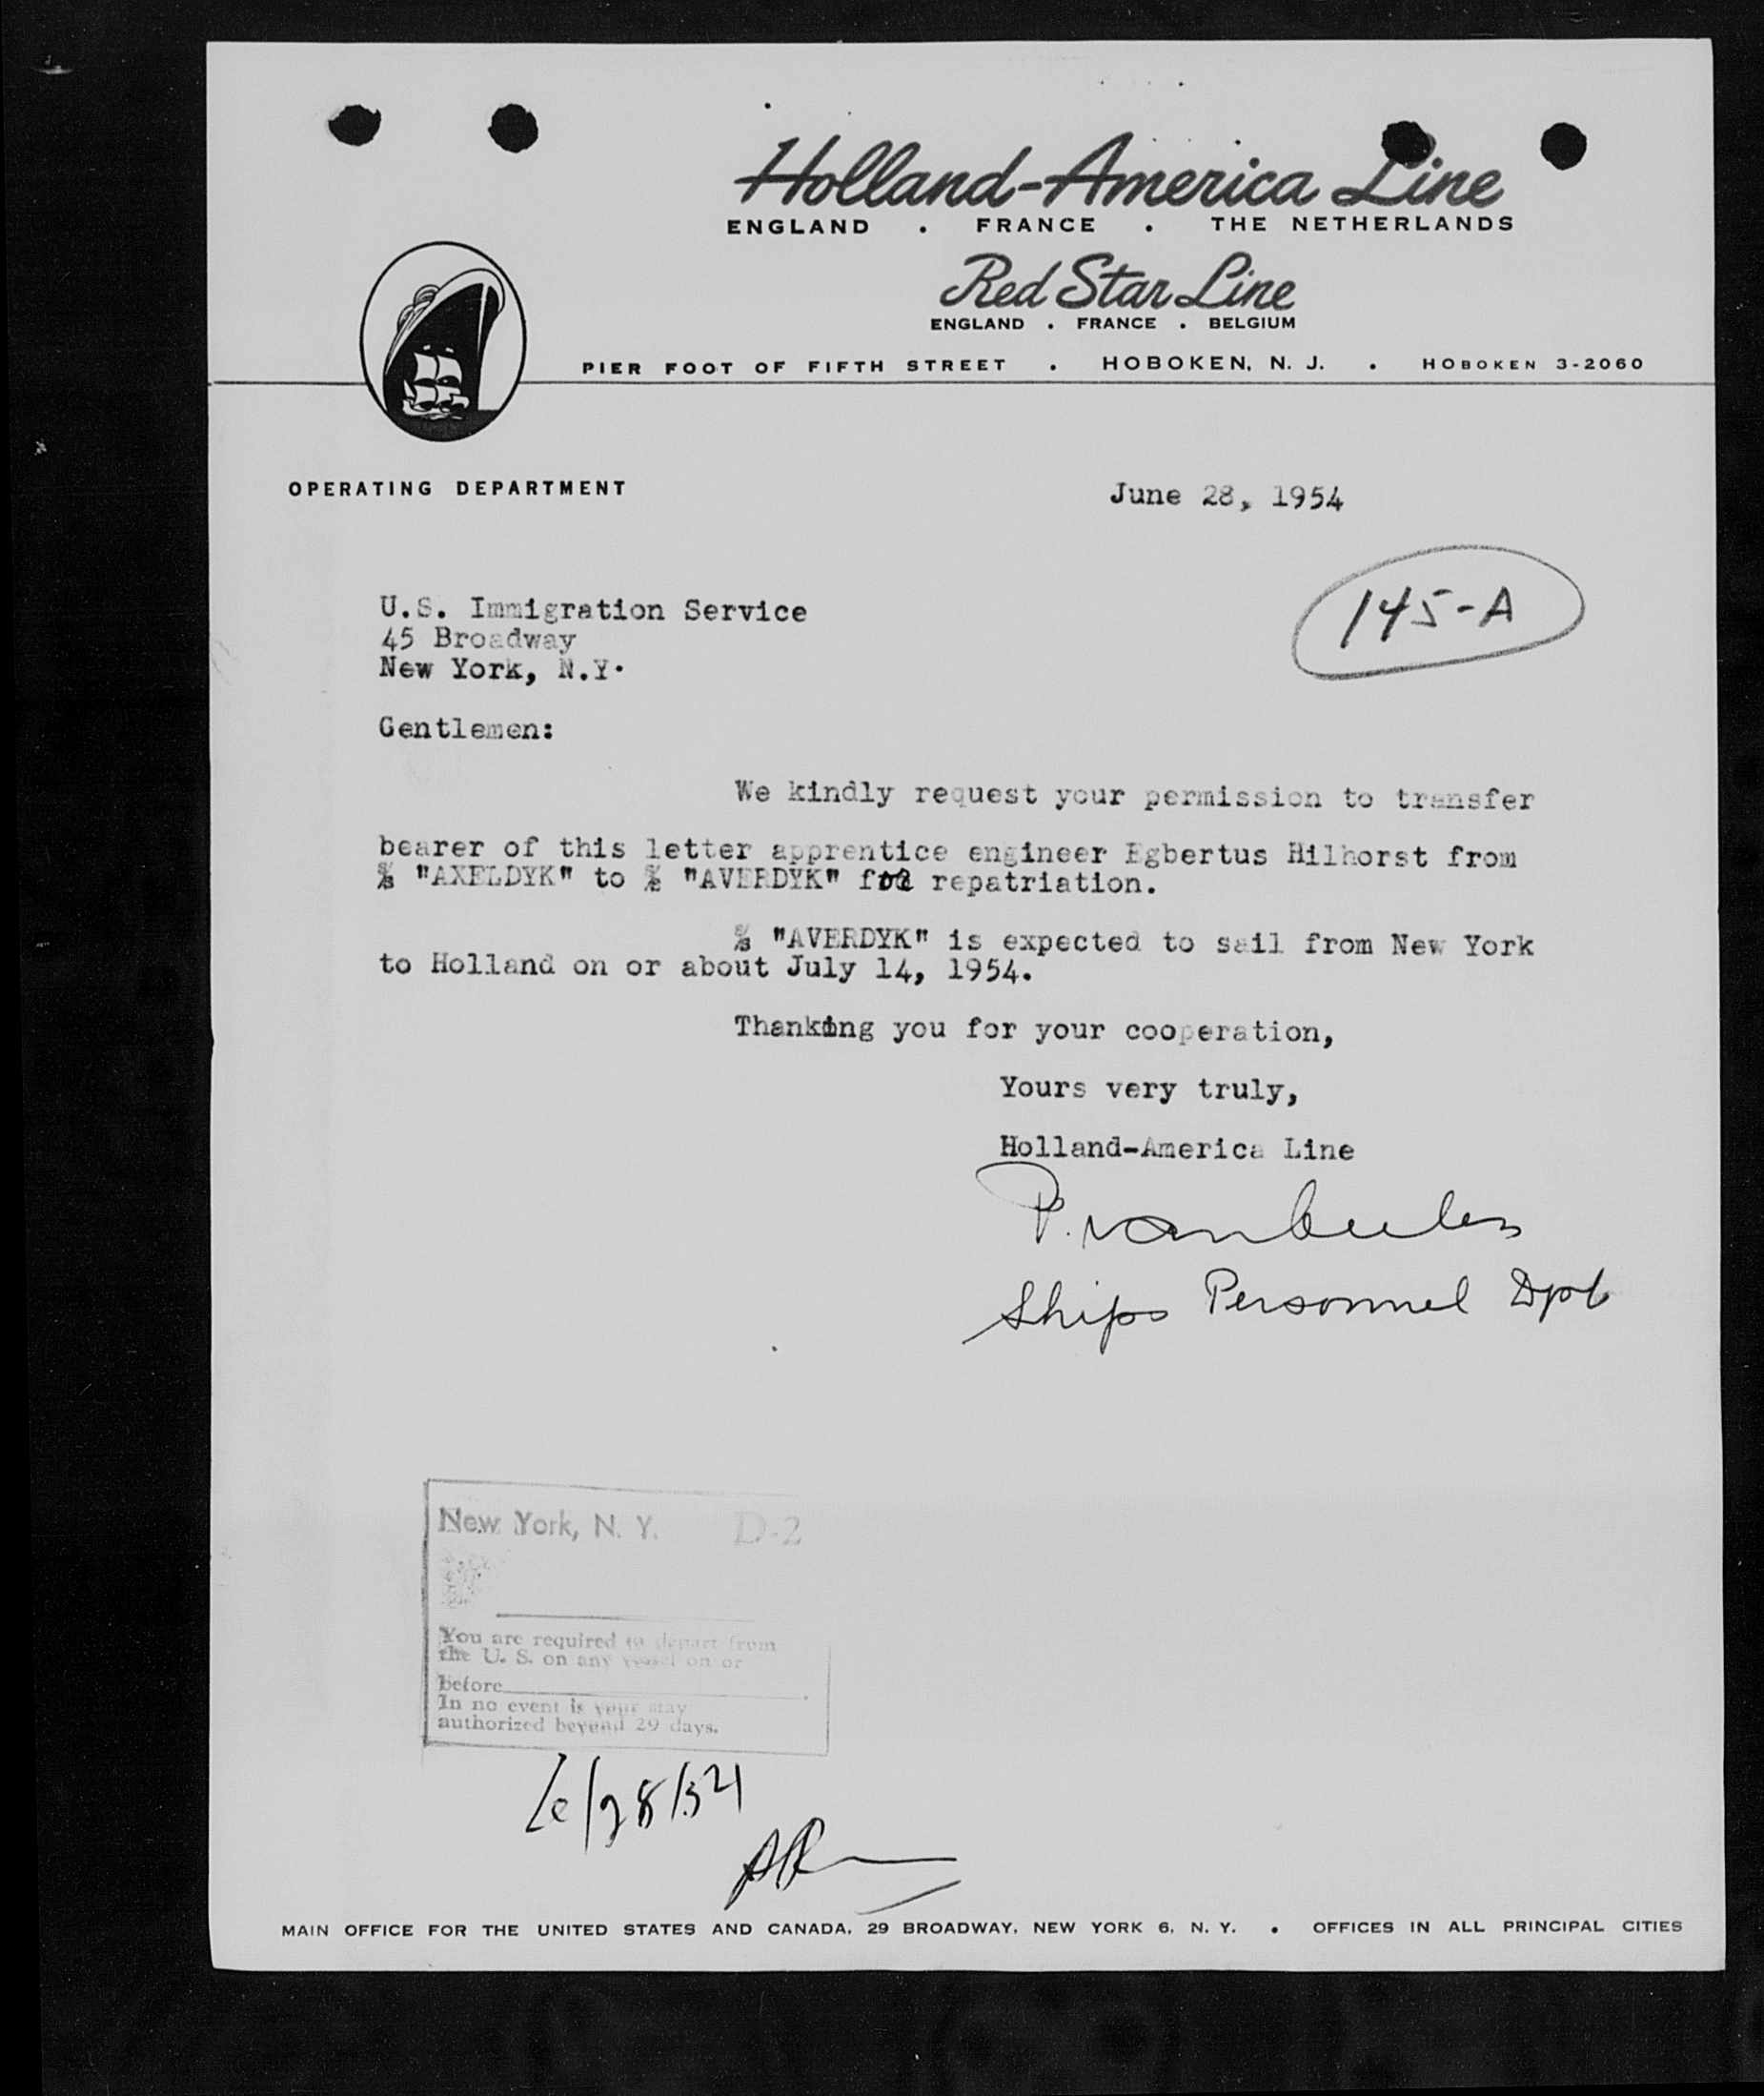 Holland-America Line
ENGLAND . FRANCE . THE NETHERLANDS
Red Star Line
ENGLAND . FRANCE . BELGIUM
PIER FOOT OF FIFTH STREET . HOBOKEN, N. J. . HOBOKEN 3-2060
OPERATING DEPARTMENT
June 28, 1954
145-A
U.S. Immigration Service
45 Broadway
New York, N.Y.
Gentlemen:
We kindly request your permission to transfer
bearer of this letter apprentice engineer Egbertus Hilhorst from
s/s "AXELDYK" to s/s "AVERDYK" for repatriation.
s/s "AVERDYK" is expected to sail from New York
to Holland on or about July 14, 1954.
Thanking you for your cooperation,
Yours very truly,
Holland-America Line
P. van
Ships Personnel Dpt
New York, N. Y. D-2
You are required to depart from
the U. S. on any vessel on or
before
In no event is your stay
authorized beyond 29 days.
6/28/54
MAIN OFFICE FOR THE UNITED STATES AND CANADA, 29 BROADWAY, NEW YORK 6, N. Y. • OFFICES IN ALL PRINCIPAL CITIES